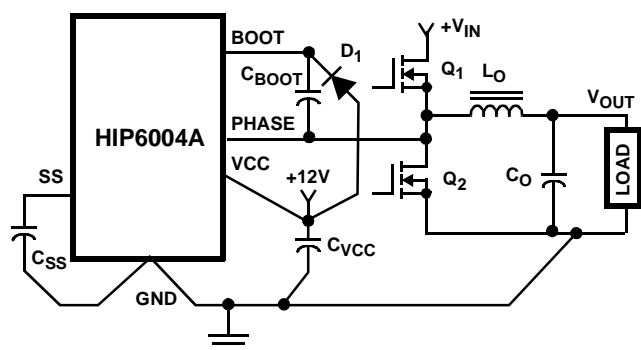 +VIN
BOOT
D1
CBOOT
Q1
LO
VOUT
HIP6004A
PHASE
VCC
SS
+12V
Q2
CO
LOAD
CSS
CVCC
GND